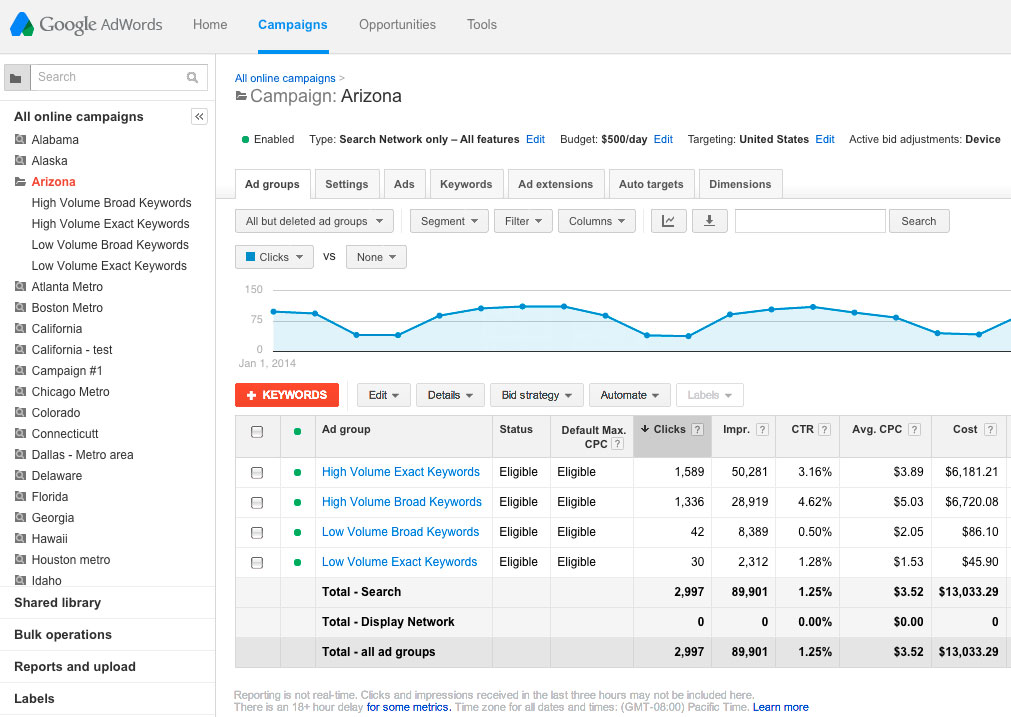 Google AdWords
Home Campaigns Opportunities Tools
Search
All online campaigns
Alabama
Alaska
Arizona
High Volume Broad Keywords
High Volume Exact Keywords
Low Volume Broad Keywords
Low Volume Exact Keywords
Atlanta Metro
Boston Metro
California
California - test
Campaign #1
Chicago Metro
Colorado
Connecticutt
Dallas - Metro area
Delaware
Florida
Georgia
Hawaii
Houston metro
Idaho
Shared library
Bulk operations
Reports and upload
Labels
All online campaigns >
Campaign: Arizona
Enabled Type: Search Network only – All features Edit Budget: $500/day Edit Targeting: United States Edit Active bid adjustments: Device
Ad groups Settings Ads Keywords Ad extensions Auto targets Dimensions
All but deleted ad groups Segment Filter Columns Search
Clicks VS None
150
75
0
Jan 1, 2014
+ KEYWORDS Edit Details Bid strategy Automate Labels
Ad group Status Default Max. CPC ? Clicks ? Impr. ? CTR ? Avg. CPC ? Cost ?
High Volume Exact Keywords Eligible Eligible 1,589 50,281 3.16% $3.89 $6,181.21
High Volume Broad Keywords Eligible Eligible 1,336 28,919 4.62% $5.03 $6,720.08
Low Volume Broad Keywords Eligible Eligible 42 8,389 0.50% $2.05 $86.10
Low Volume Exact Keywords Eligible Eligible 30 2,312 1.28% $1.53 $45.90
Total - Search 2,997 89,901 1.25% $3.52 $13,033.29
Total - Display Network 0 0 0.00% $0.00 0
Total - all ad groups 2,997 89,901 1.25% $3.52 $13,033.29
Reporting is not real-time. Clicks and impressions received in the last three hours may not be included here.
There is an 18+ hour delay for some metrics. Time zone for all dates and times: (GMT-08:00) Pacific Time. Learn more